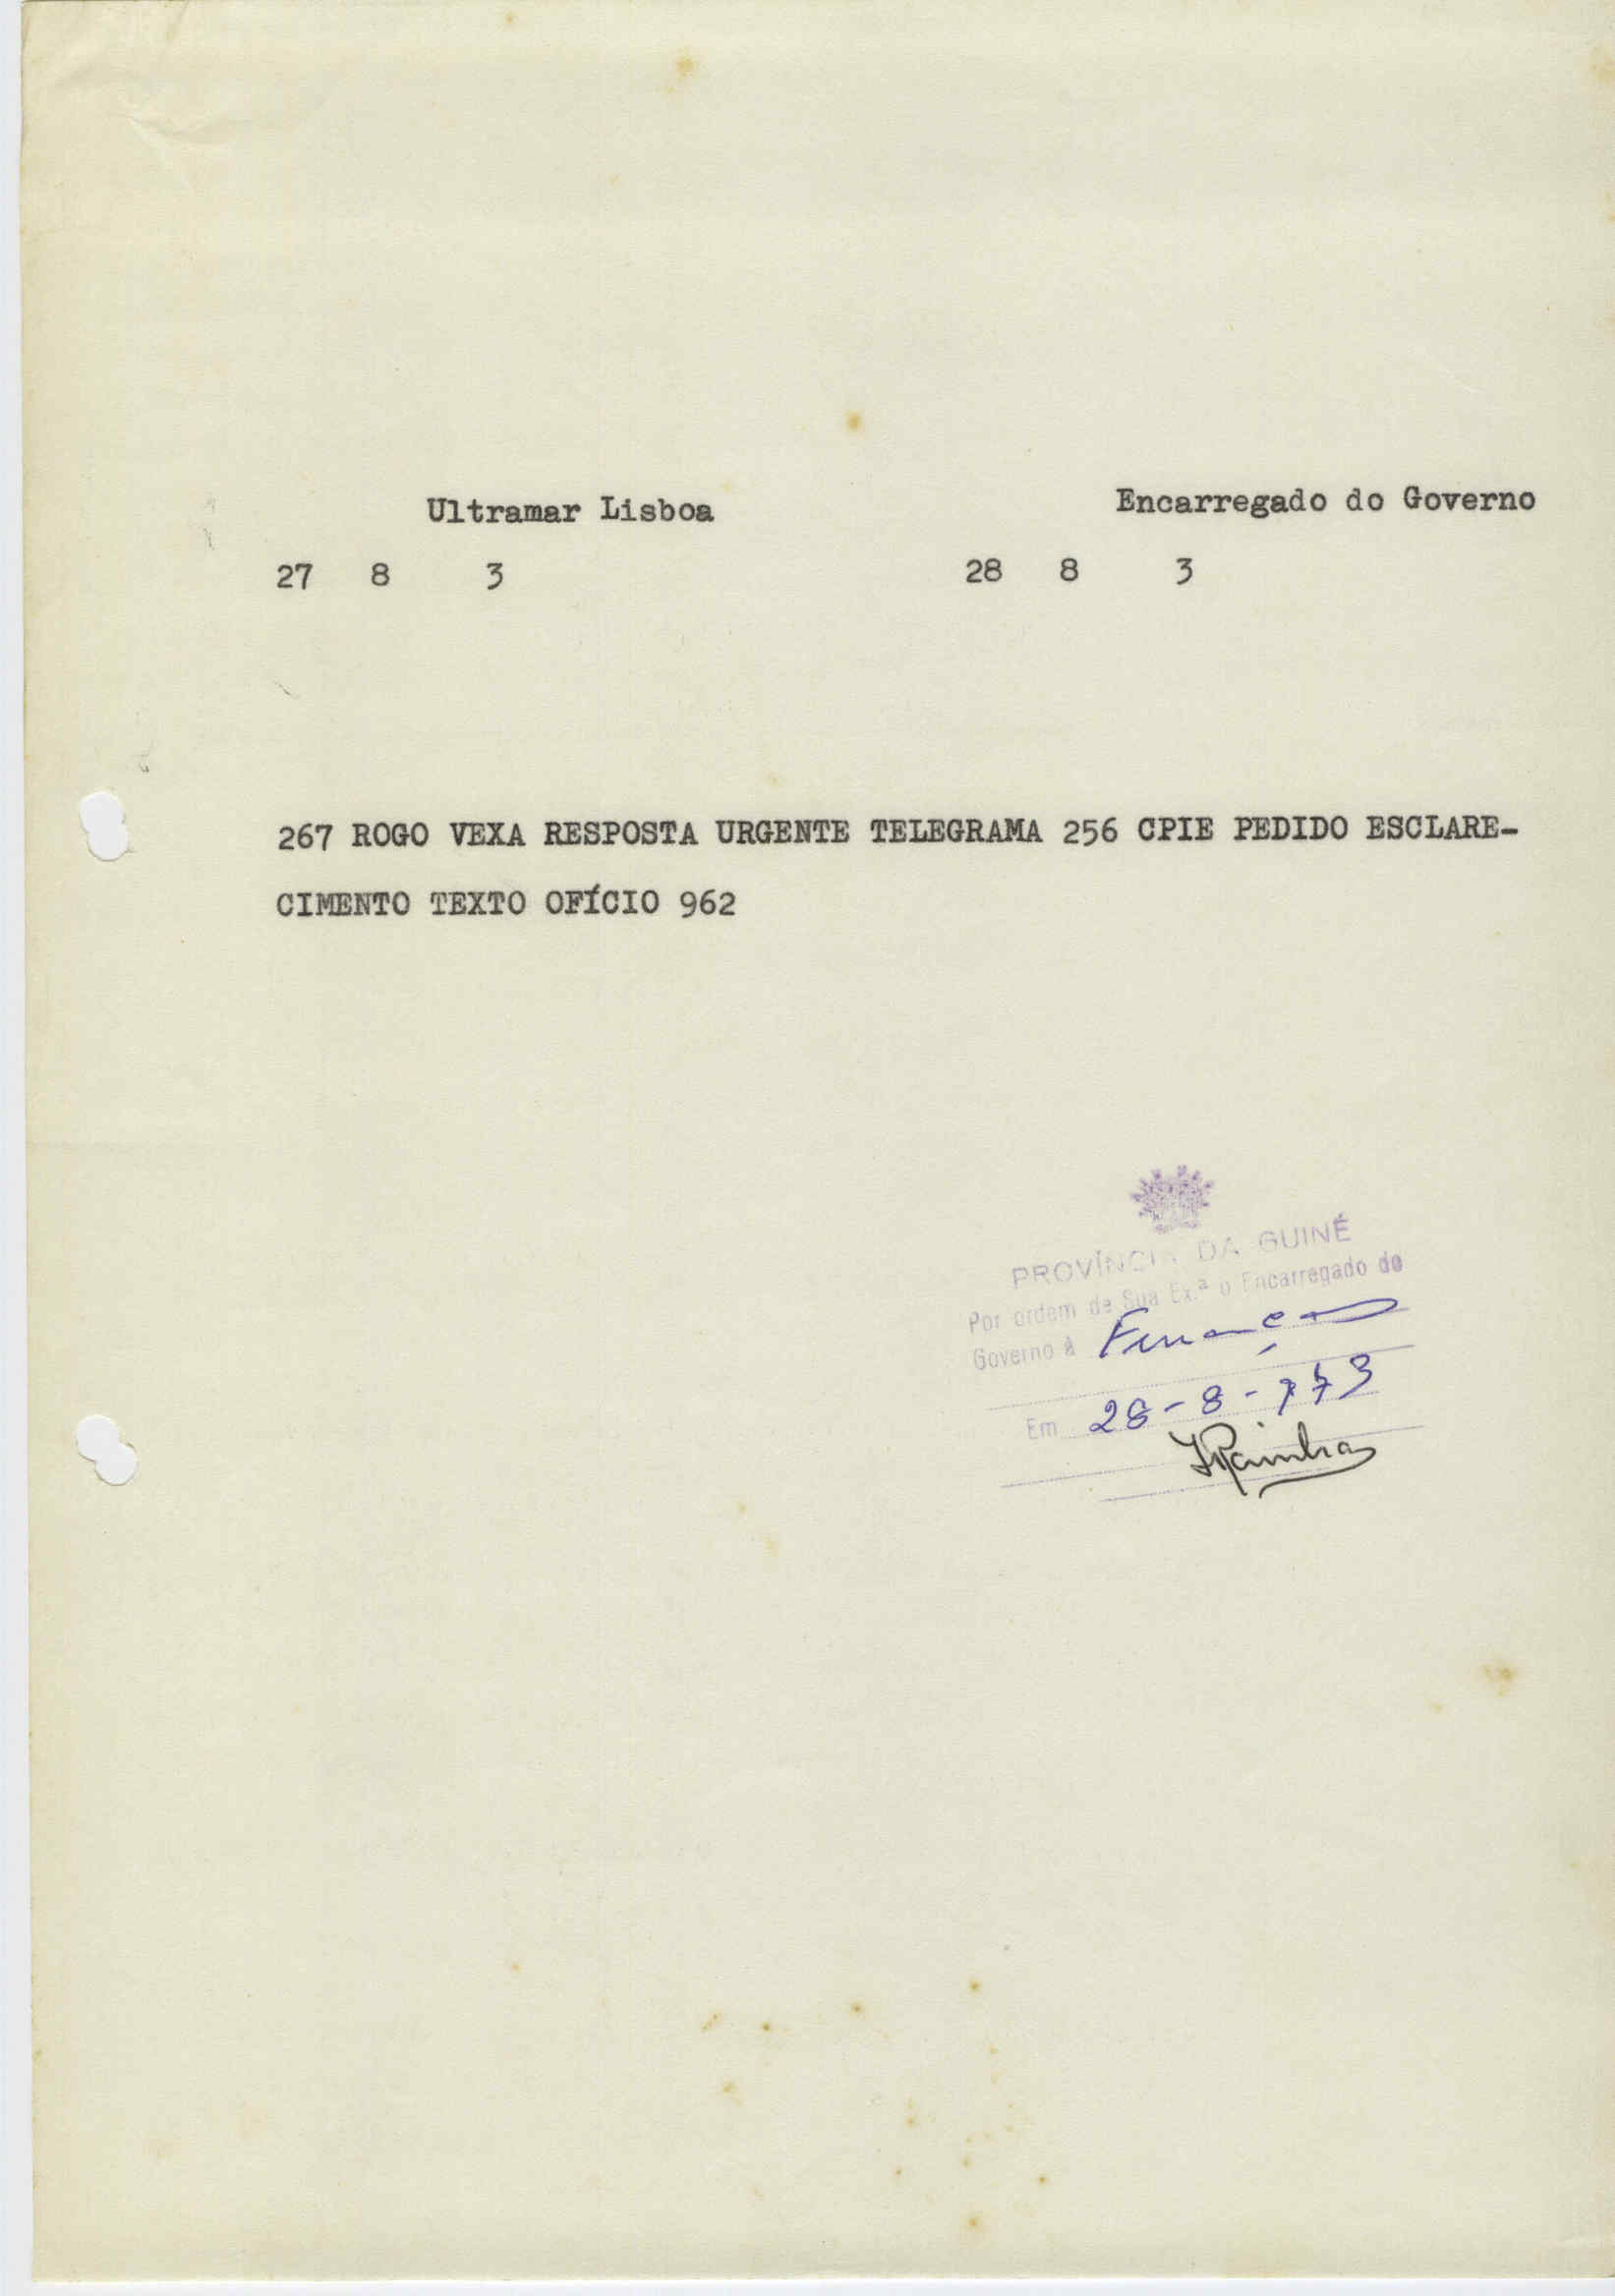 Ultramar Lisboa
Encarregado do Governo
27 8 3
28 8 3
267 ROGO VEXA RESPOSTA URGENTE TELEGRAMA 256 CPIE PEDIDO ESCLARE-
CIMENTO TEXTO OFÍCIO 962
PROVÍNCIA DA GUINÉ
Por ordem de Sua Ex.ª o Encarregado do
Governo à Finanças
Em 28-8-973